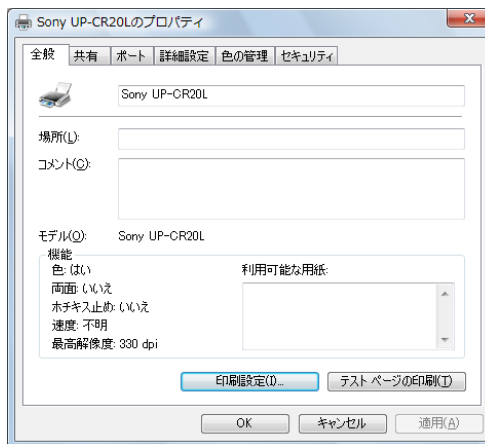 Sony UP-CR20Lのプロパティ
全般 共有 ポート 詳細設定 色の管理 セキュリティ
Sony UP-CR20L
場所(L):
コメント(C):
モデル(O): Sony UP-CR20L
機能
色: はい 利用可能な用紙:
両面: いいえ
ホチキス止め: いいえ
速度: 不明
最高解像度: 330 dpi
印刷設定(I)... テスト ページの印刷(T)
OK キャンセル 適用(A)